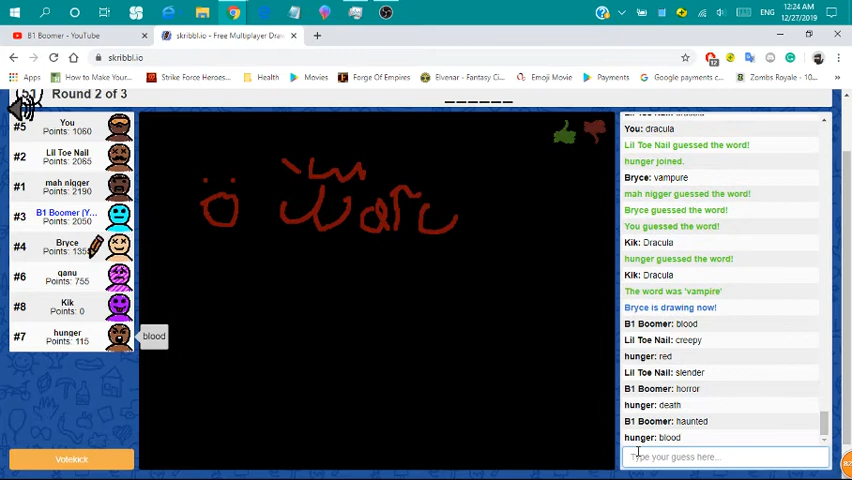 12:24 AM
ENG
12/27/2019
B1 Boomer - YouTube
skribbl.io - Free Multiplayer Dra
skribbl.io
12
Apps
How to Make Your...
Strike Force Heroes...
Health
Movies
Forge Of Empires
Elvenar - Fantasy Ci...
Emoji Movie
Payments
Google payments c...
Zombs Royale - 10...
Round 2 of 3
______
#5 You
Points: 1060
#2 Lil Toe Nail
Points: 2065
#1 mah nigger
Points: 2190
#3 B1 Boomer (Y...
Points: 2050
#4 Bryce
Points: 1355
#6 qanu
Points: 755
#8 Kik
Points: 0
#7 hunger
Points: 115
blood
Votekick
You: dracula
Lil Toe Nail guessed the word!
hunger joined.
Bryce: vampure
mah nigger guessed the word!
Bryce guessed the word!
You guessed the word!
Kik: Dracula
hunger guessed the word!
Kik: Dracula
The word was 'vampire'
Bryce is drawing now!
B1 Boomer: blood
Lil Toe Nail: creepy
hunger: red
Lil Toe Nail: slender
B1 Boomer: horror
hunger: death
B1 Boomer: haunted
hunger: blood
Type your guess here...